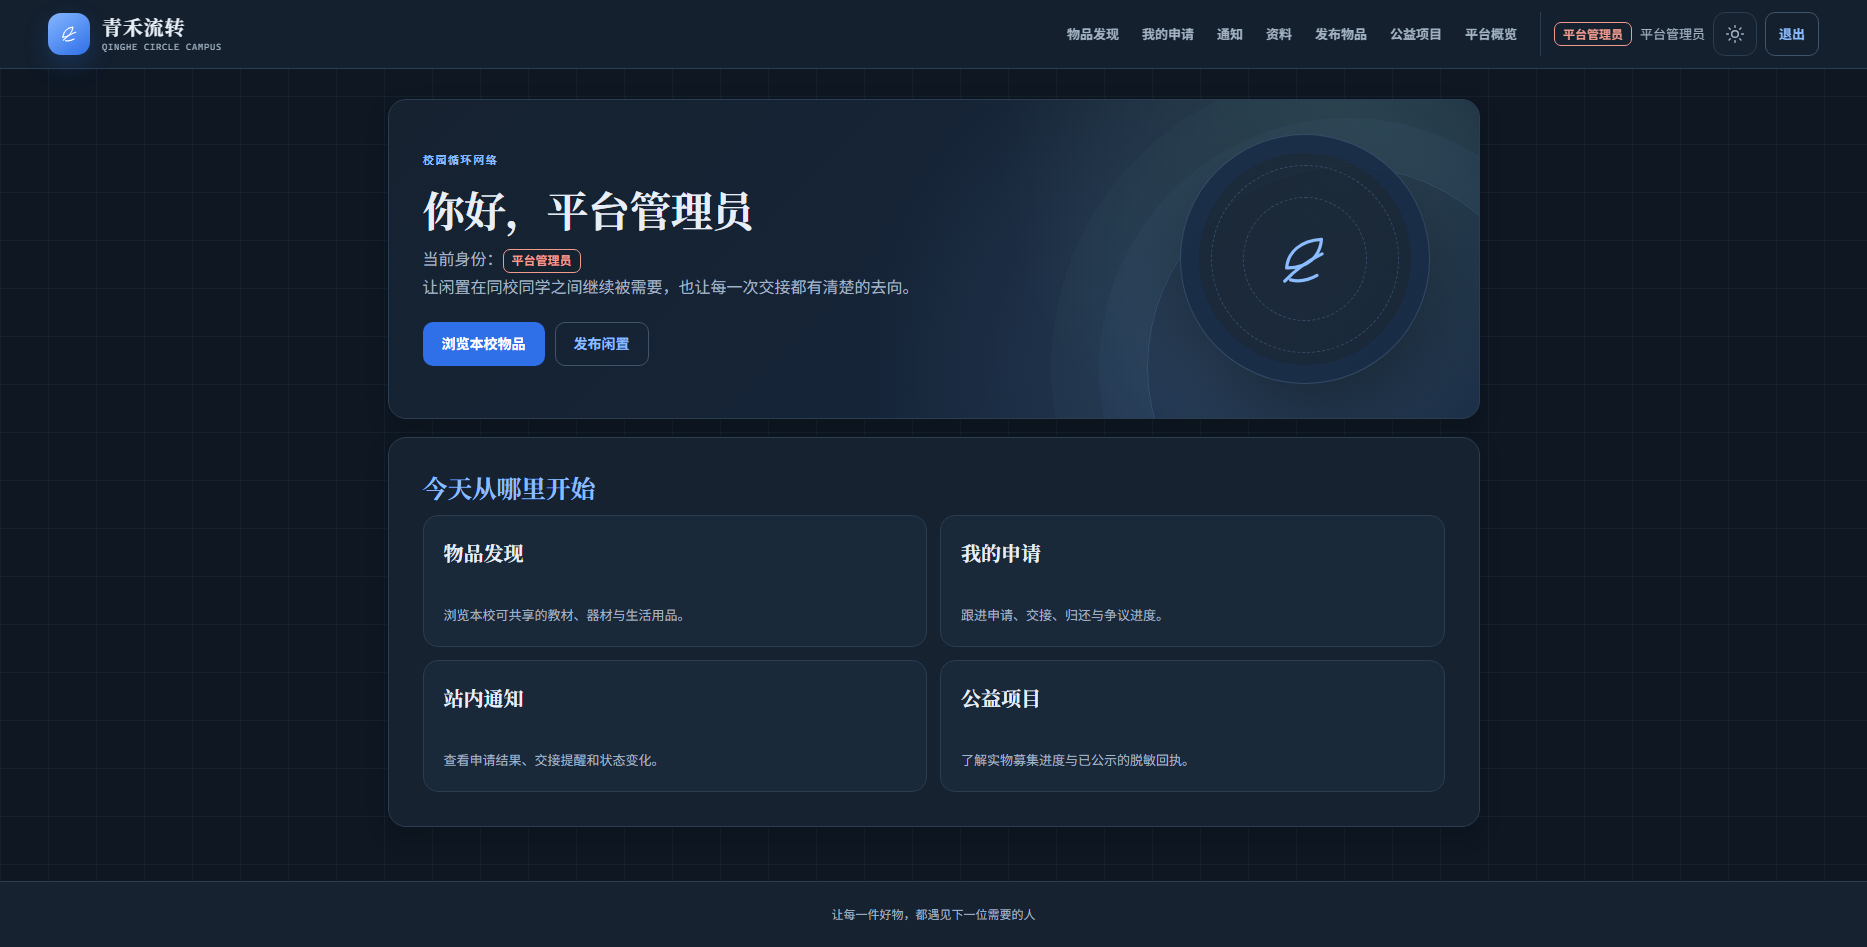 青禾流转
QINGHE CIRCLE CAMPUS
物品发现 我的申请 通知 资料 发布物品 公益项目 平台概览 平台管理员 平台管理员 退出
校园循环网络
你好，平台管理员
当前身份：平台管理员
让闲置在同校同学之间继续被需要，也让每一次交接都有清楚的去向。
浏览本校物品 发布闲置
今天从哪里开始
物品发现
浏览本校可共享的教材、器材与生活用品。
我的申请
跟进申请、交接、归还与争议进度。
站内通知
查看申请结果、交接提醒和状态变化。
公益项目
了解实物募集进度与已公示的脱敏回执。
让每一件好物，都遇见下一位需要的人